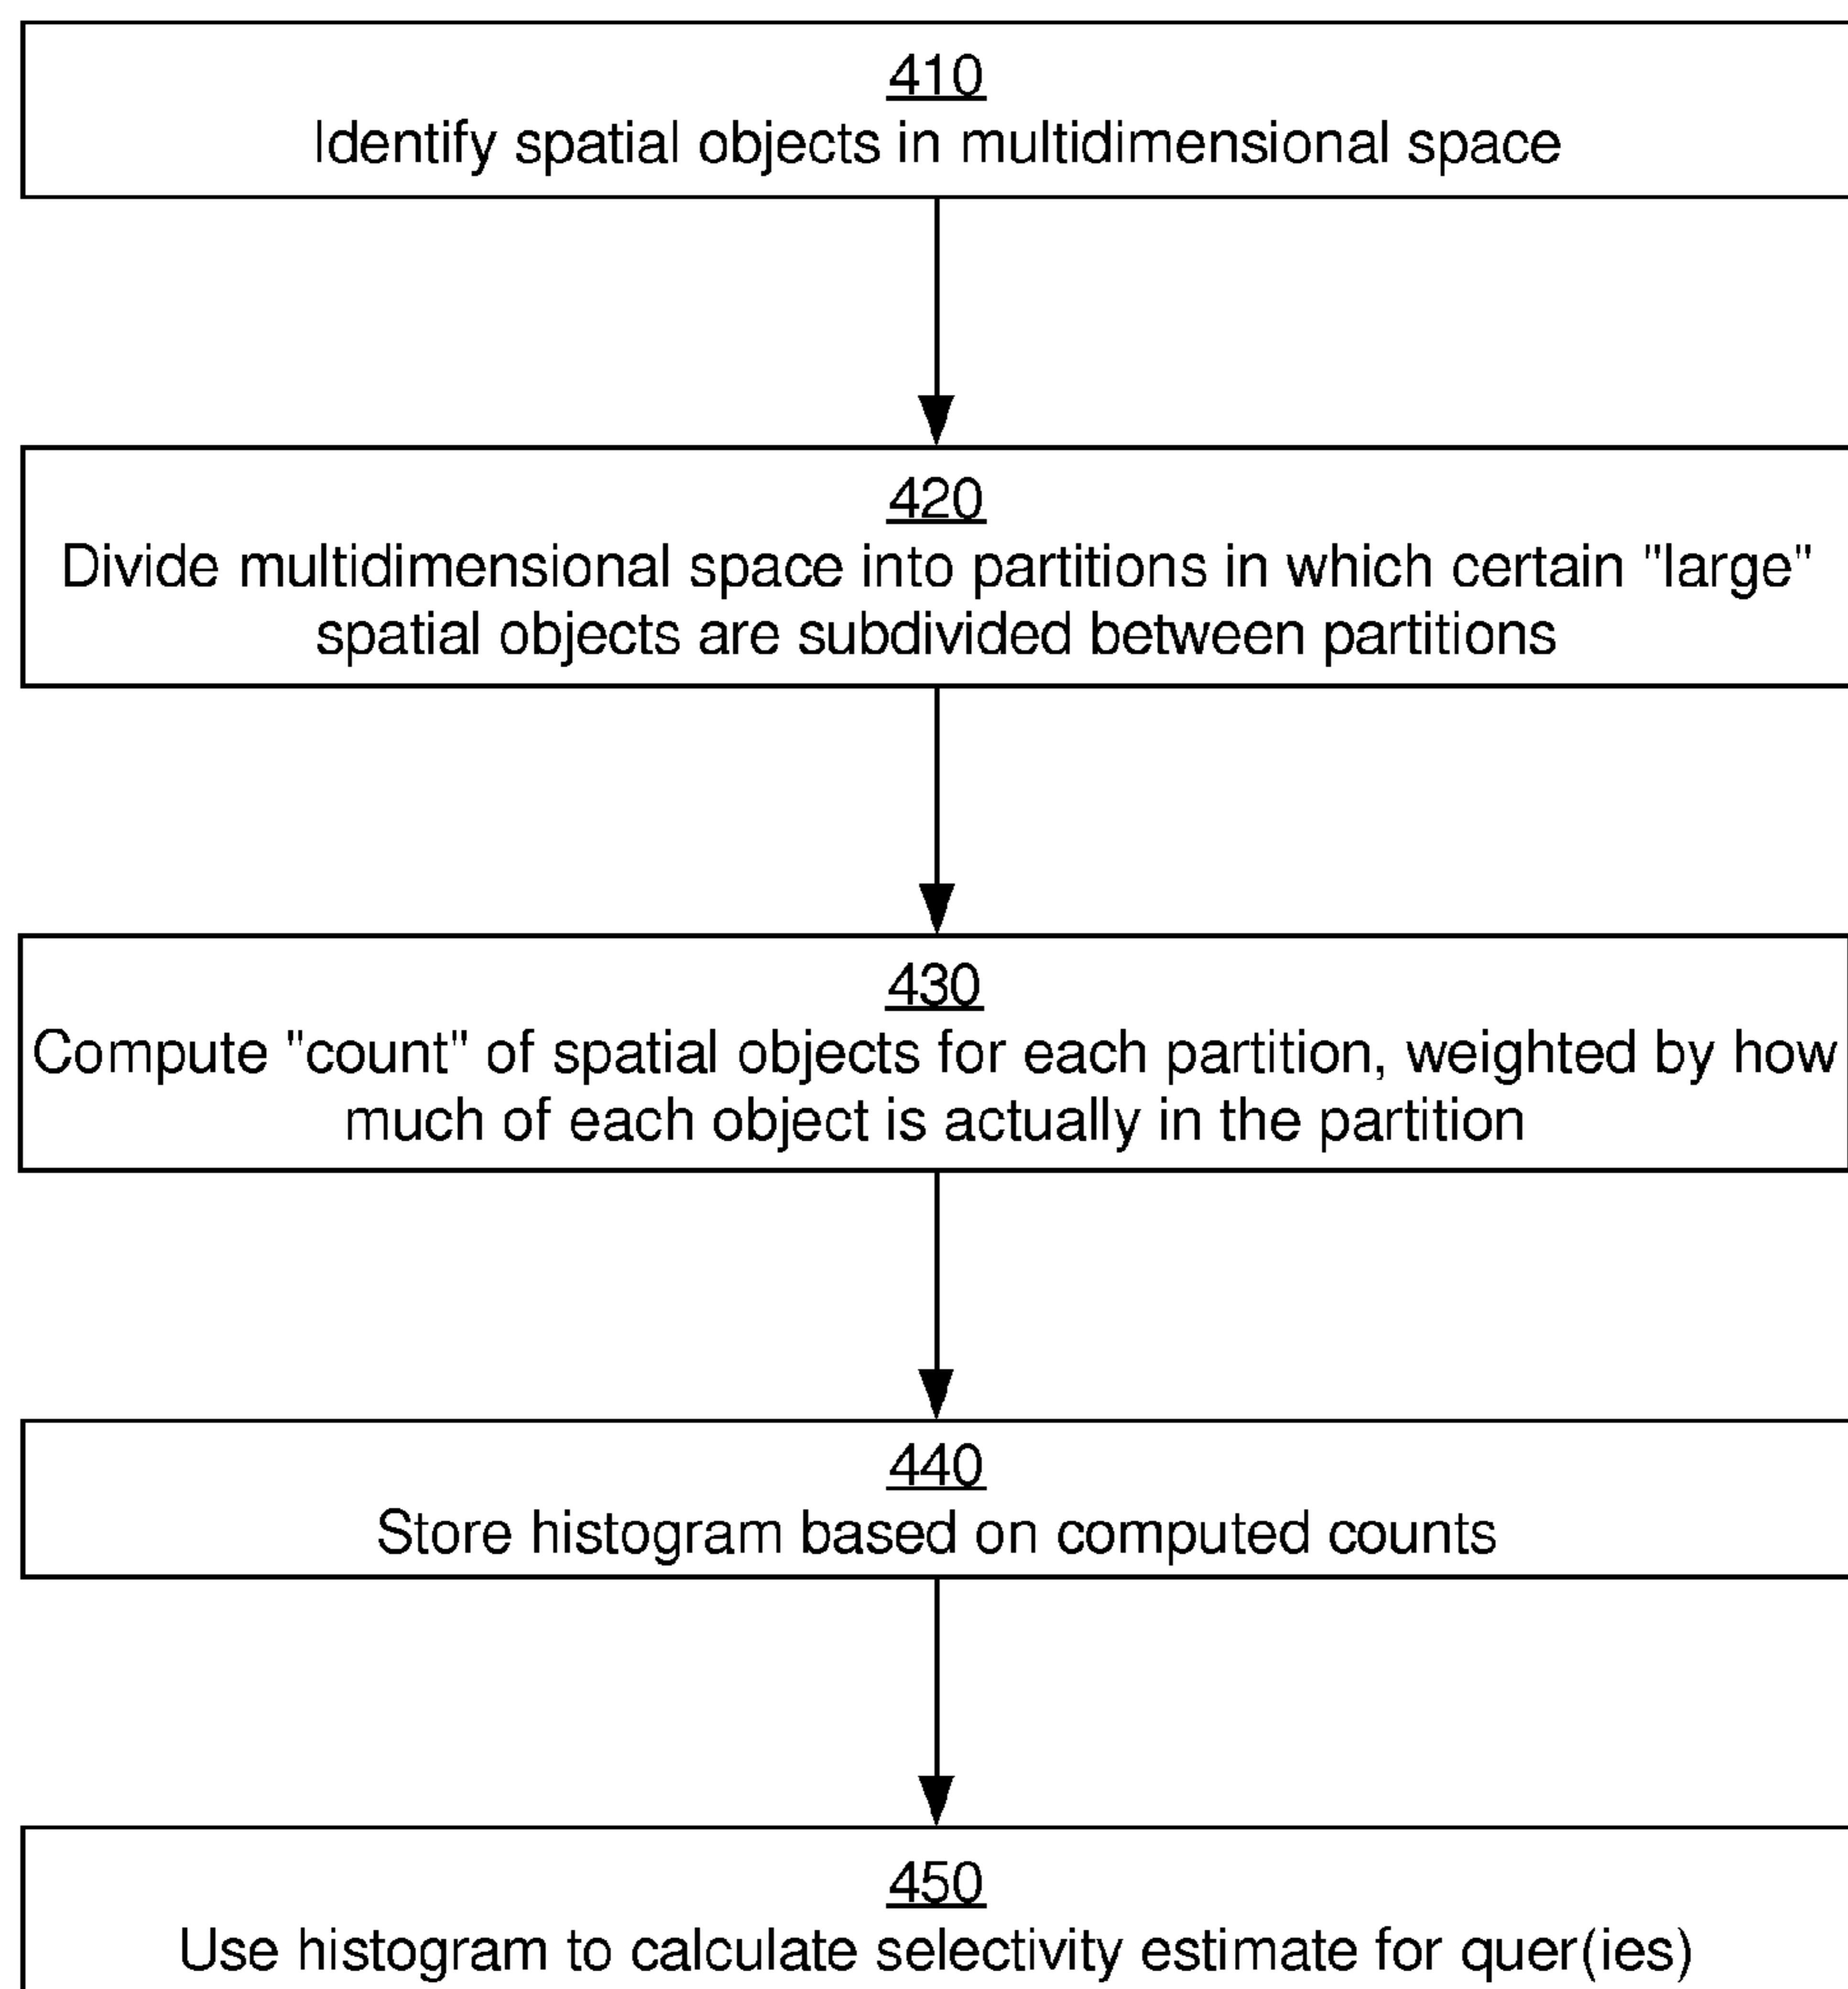 410
Identify spatial objects in multidimensional space
420
Divide multidimensional space into partitions in which certain "large"
spatial objects are subdivided between partitions
430
Compute "count" of spatial objects for each partition, weighted by how
much of each object is actually in the partition
440
Store histogram based on computed counts
450
Use histogram to calculate selectivity estimate for quer(ies)